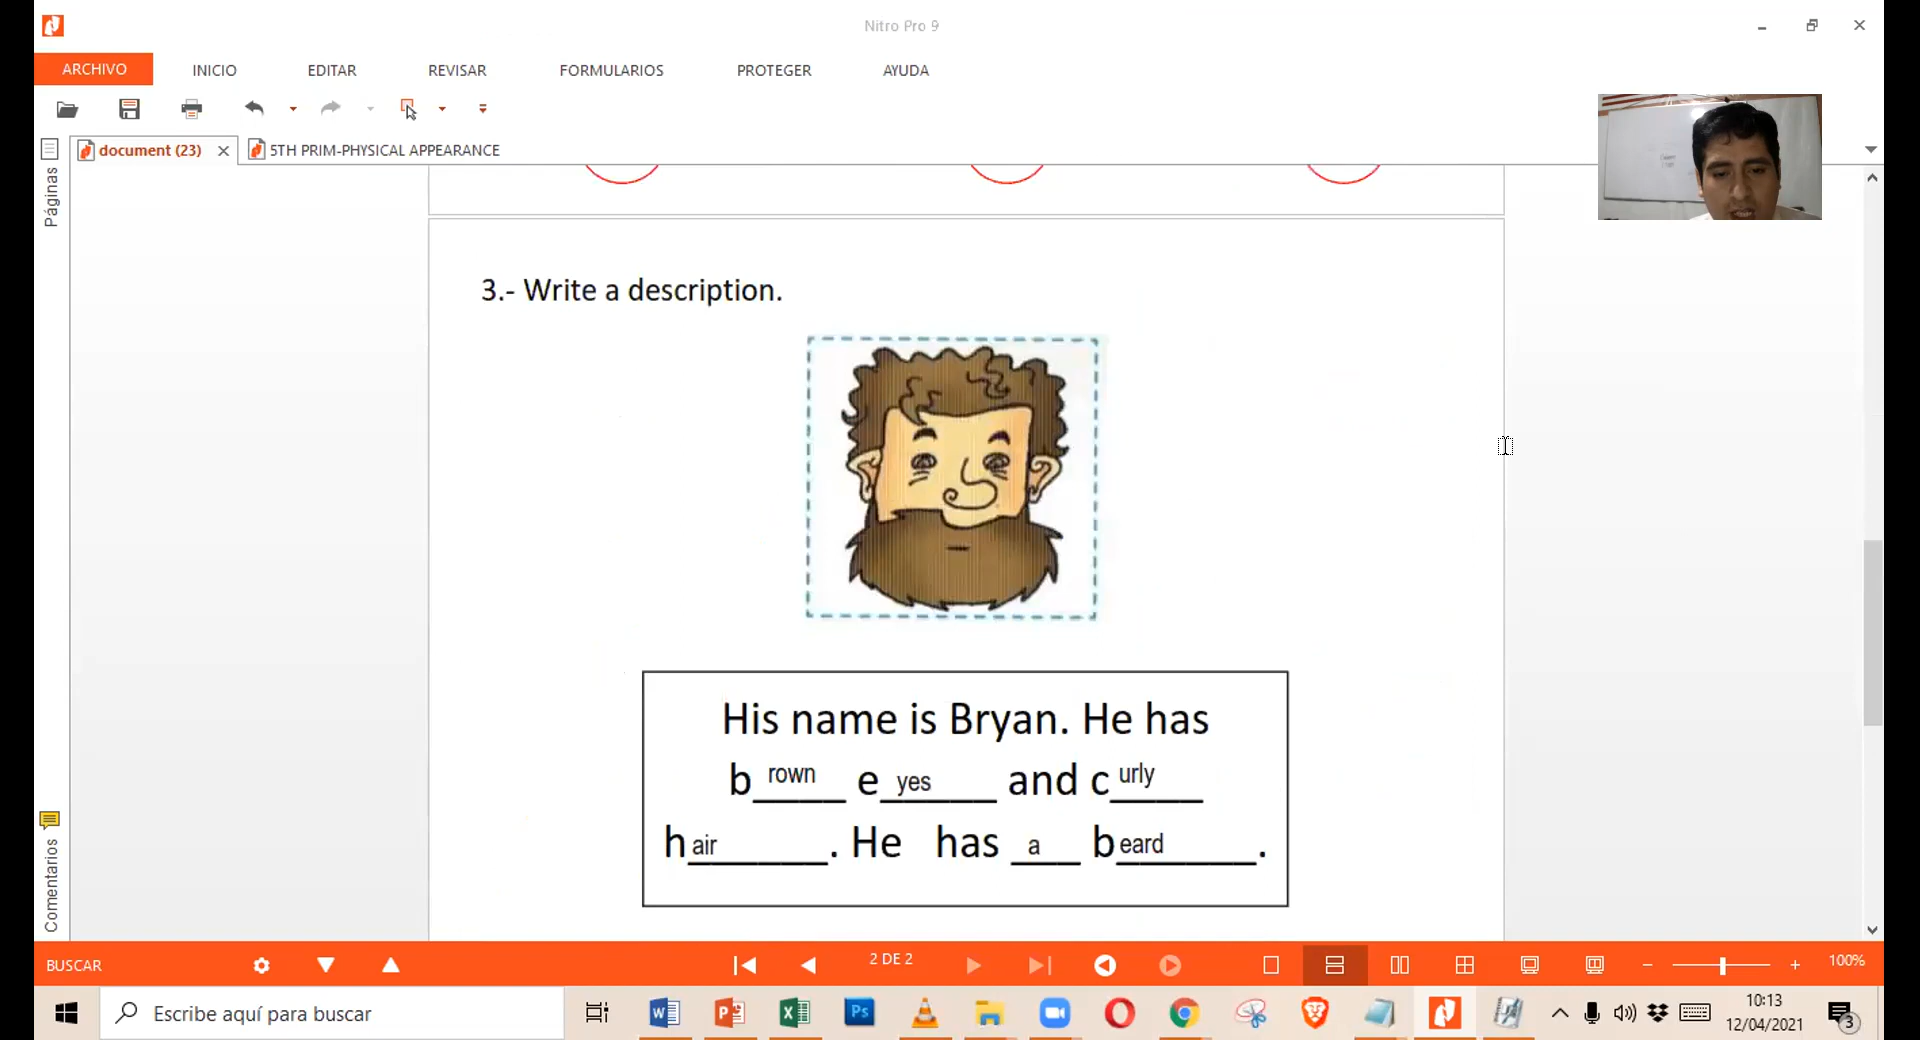 Nitro Pro 9
ARCHIVO INICIO EDITAR REVISAR FORMULARIOS PROTEGER AYUDA
document (23) 5TH PRIM-PHYSICAL APPEARANCE
Páginas
3.- Write a description.
His name is Bryan. He has
b rown e yes and c urly
h air. He has a b eard.
Comentarios
BUSCAR 2 DE 2 100%
Escribe aquí para buscar
10:13
12/04/2021
3